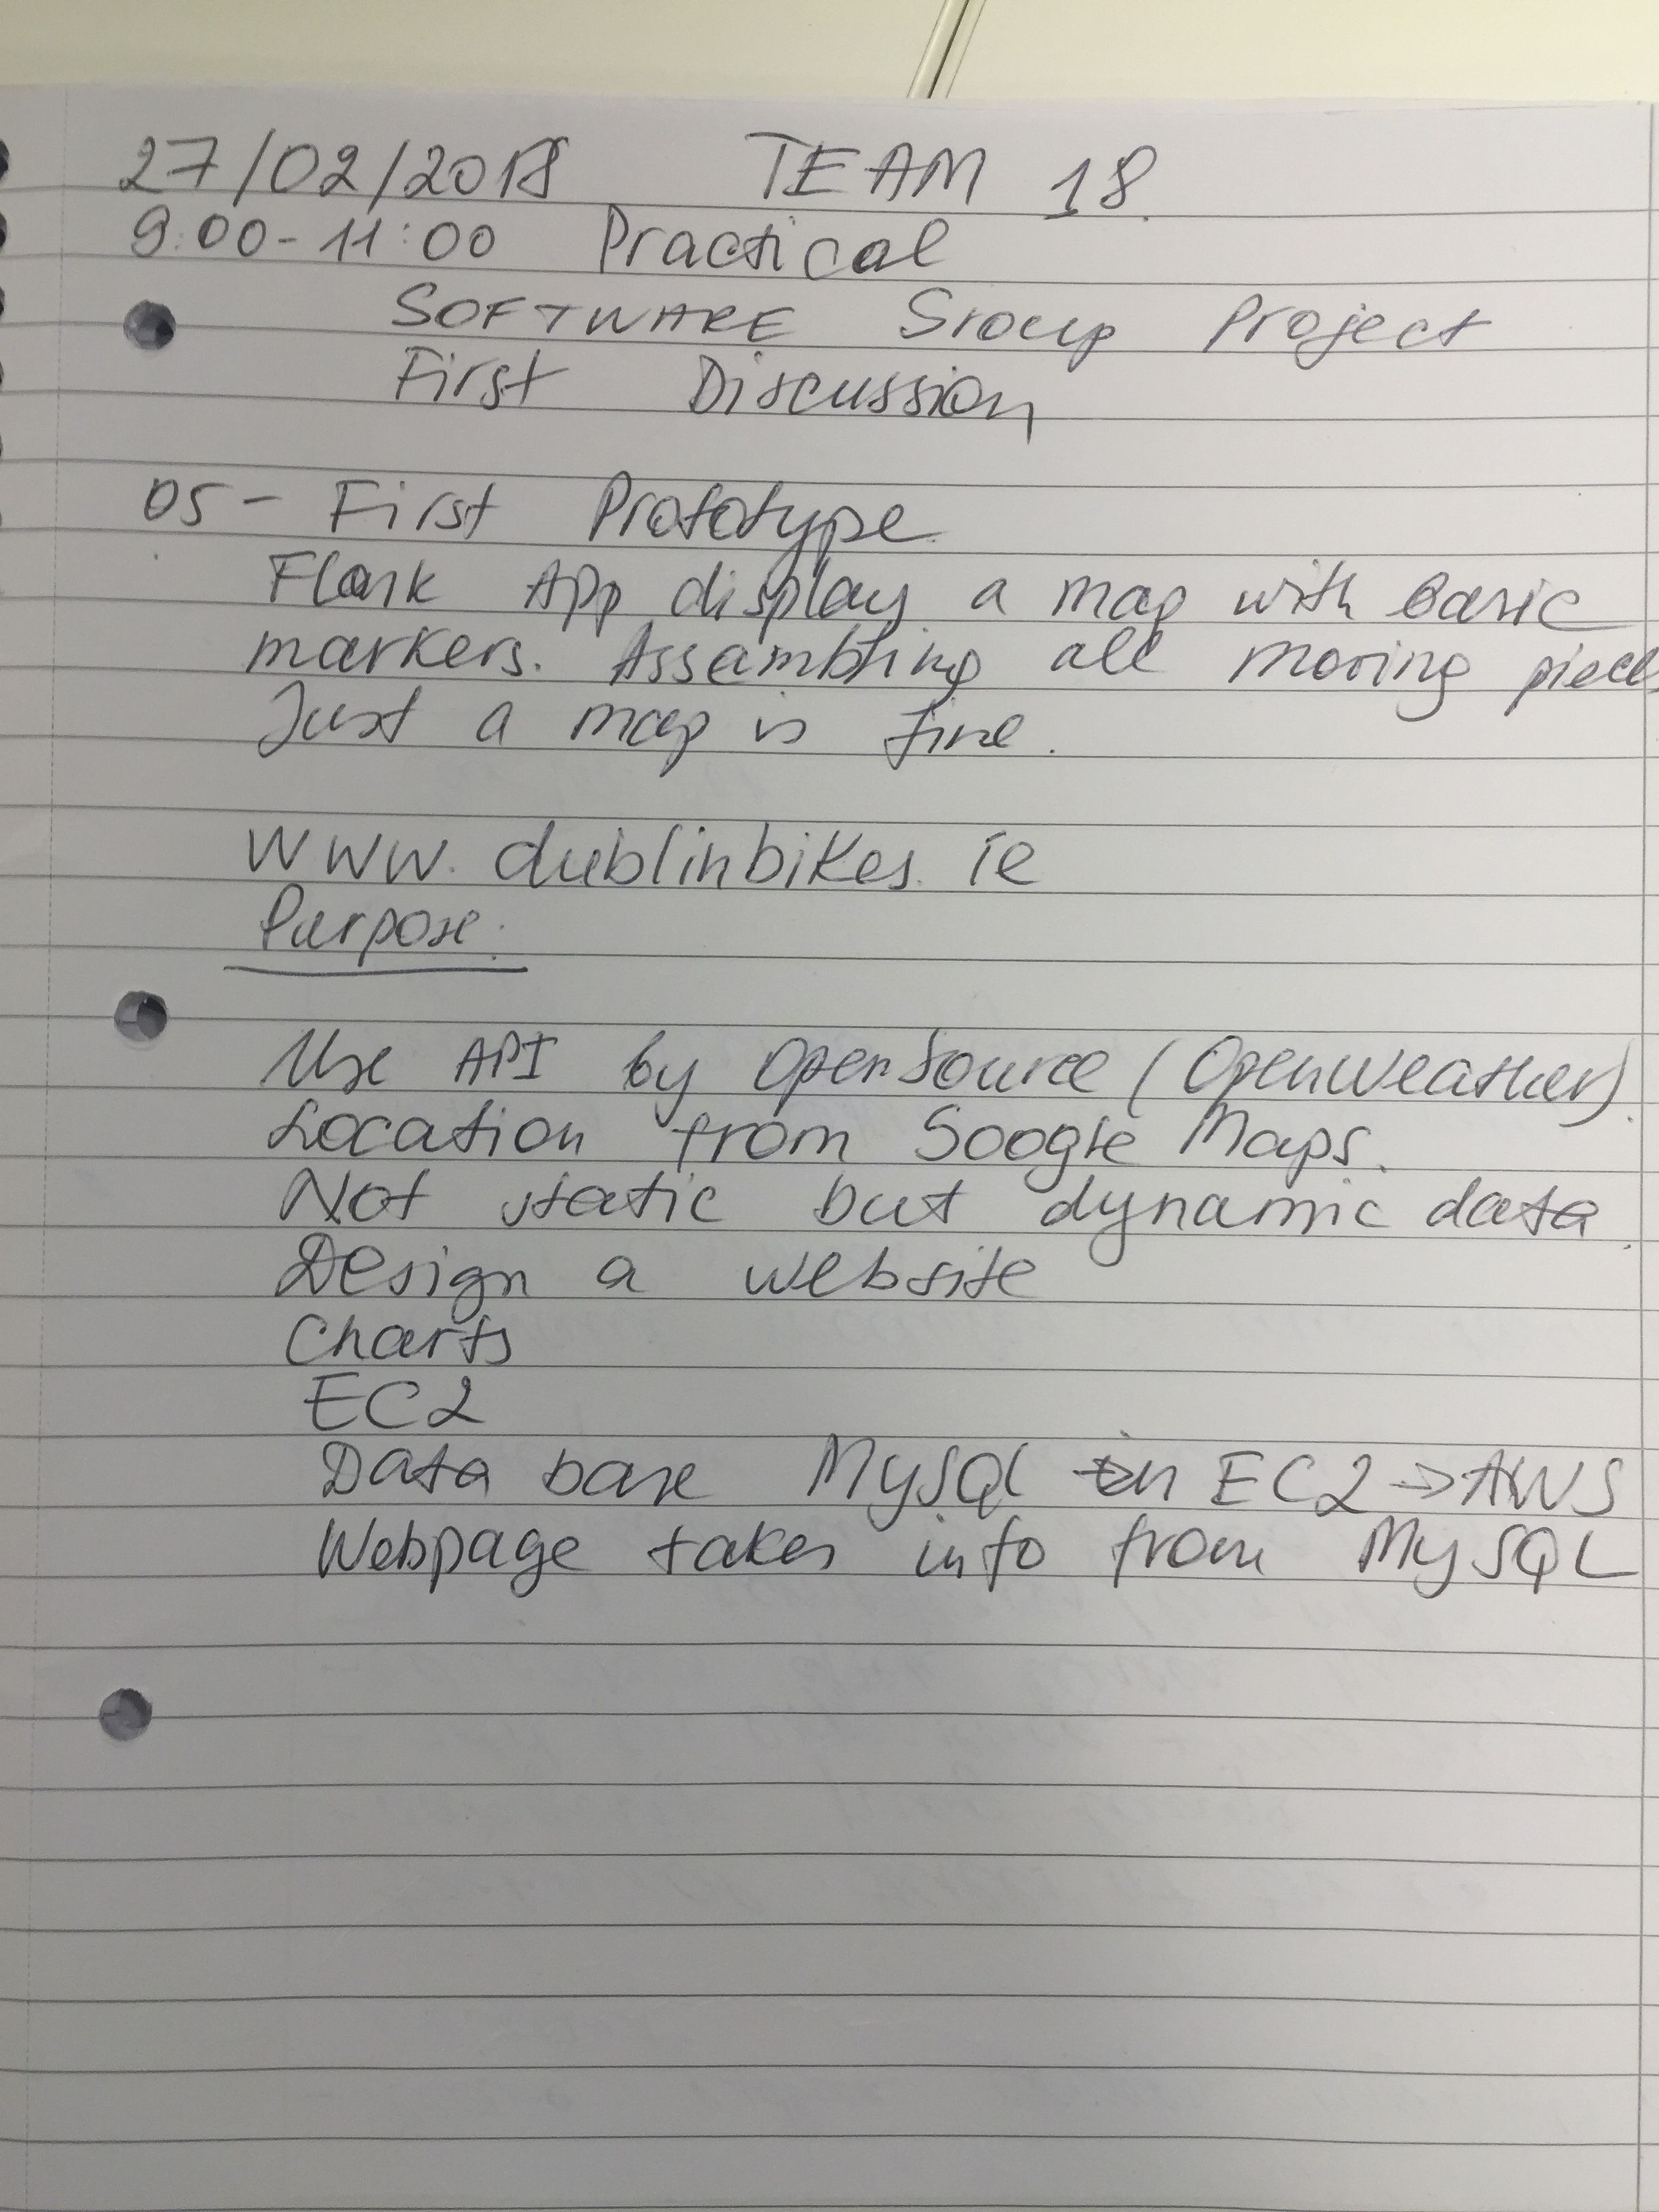 27/02/2018 TEAM 18.
9:00-11:00 Practical
SOFTWARE Group Project
First Discussion
05- First Prototype.
Flask App display a map with basic
markers. Assambling all moving pieces
Just a map is fine.
www.dublinbikes.ie
Purpose:
Use API by OpenSource (OpenWeather).
Location from Google Maps.
Not static but dynamic data.
Design a website
Charts
EC2
Data base MySQL in EC2 → AWS
Webpage takes info from MySQL